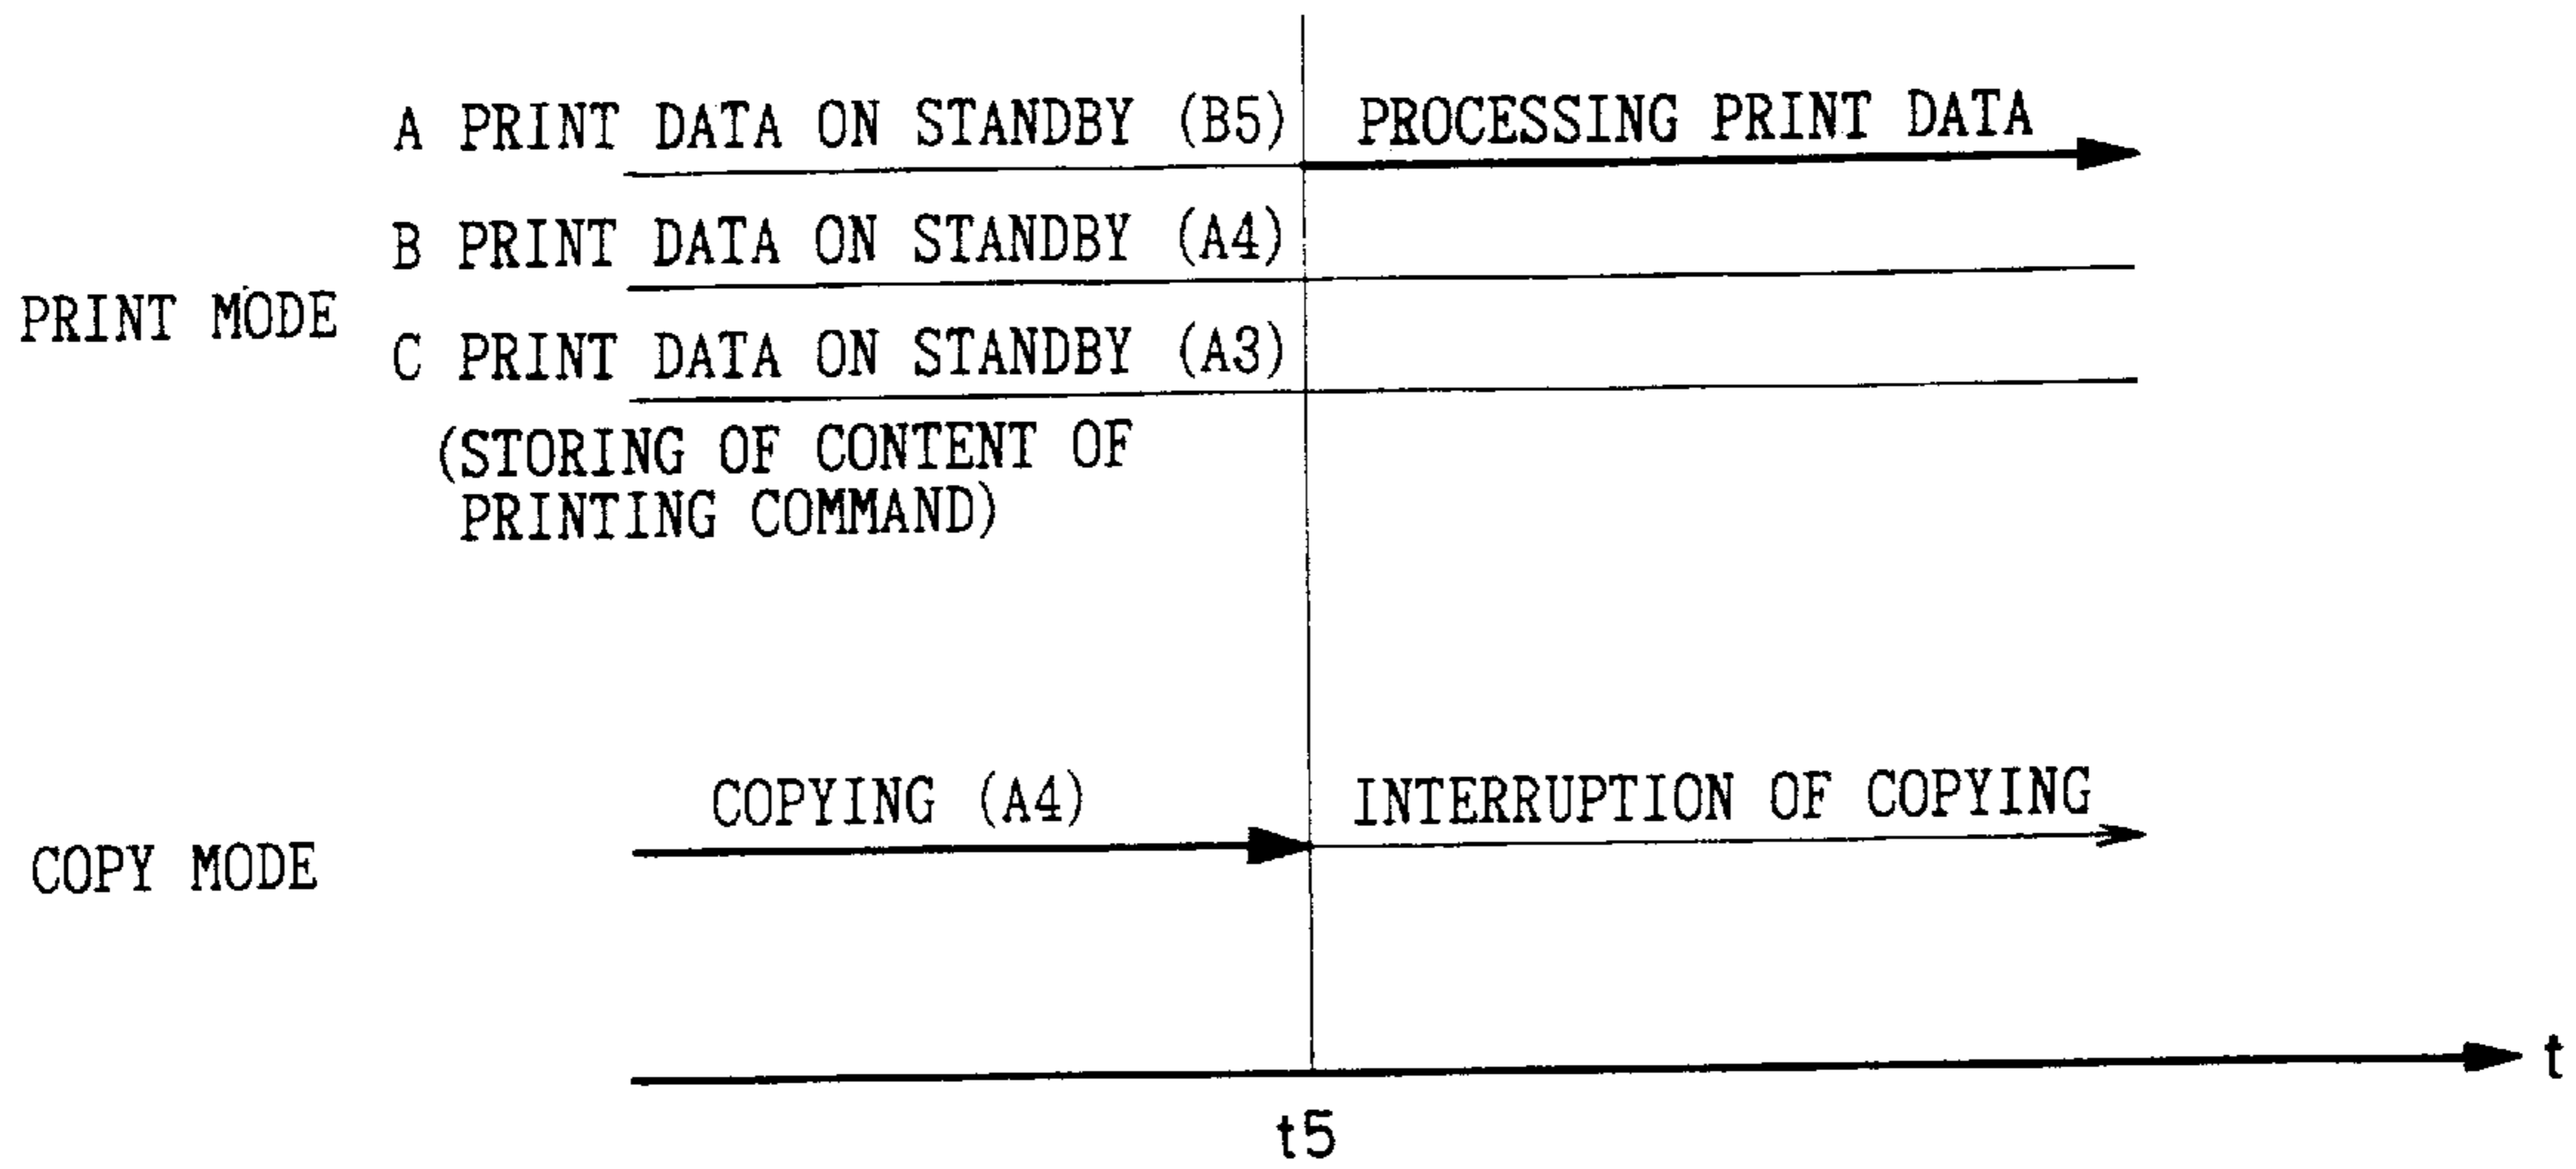 A PRINT DATA ON STANDBY (B5) PROCESSING PRINT DATA
B PRINT DATA ON STANDBY (A4)
PRINT MODE
C PRINT DATA ON STANDBY (A3)
(STORING OF CONTENT OF
PRINTING COMMAND)
COPYING (A4) INTERRUPTION OF COPYING
COPY MODE
t
t5